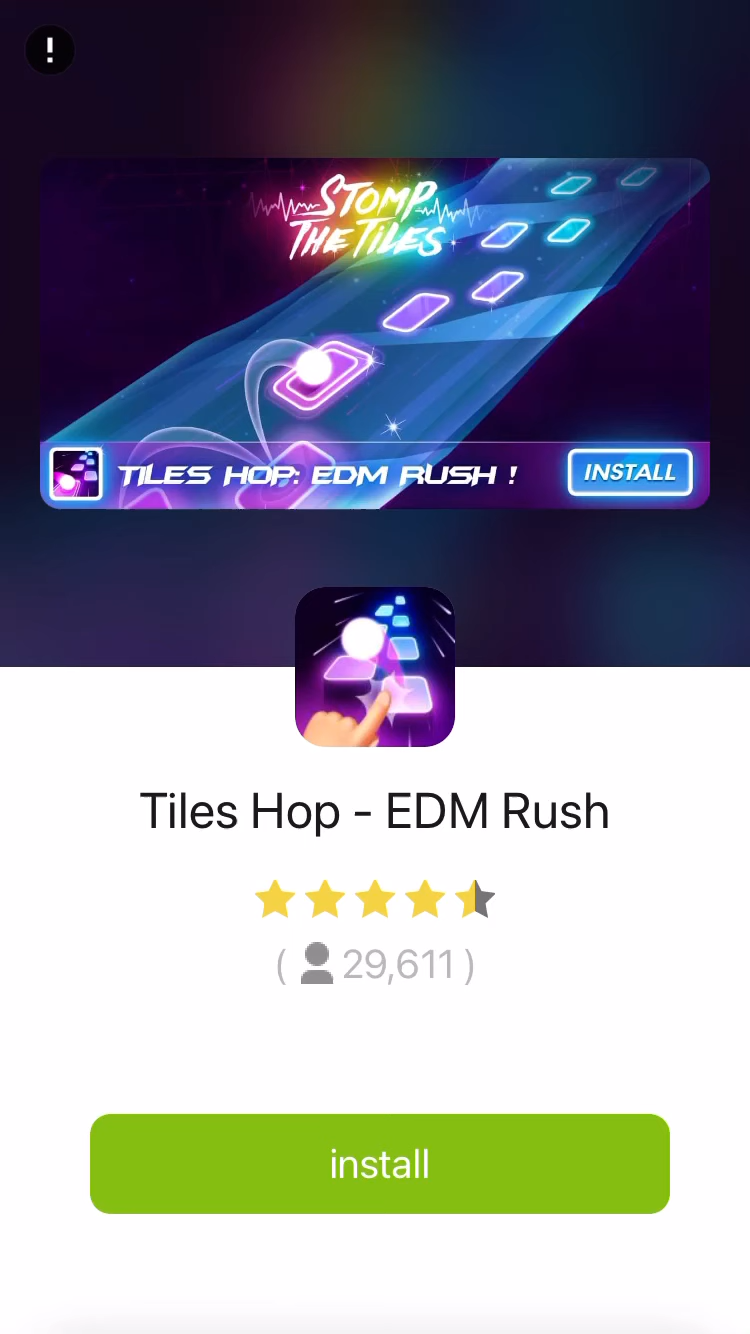 !
STOMP
THE TILES
TILES HOP: EDM RUSH !
INSTALL
Tiles Hop - EDM Rush
( 29,611 )
install